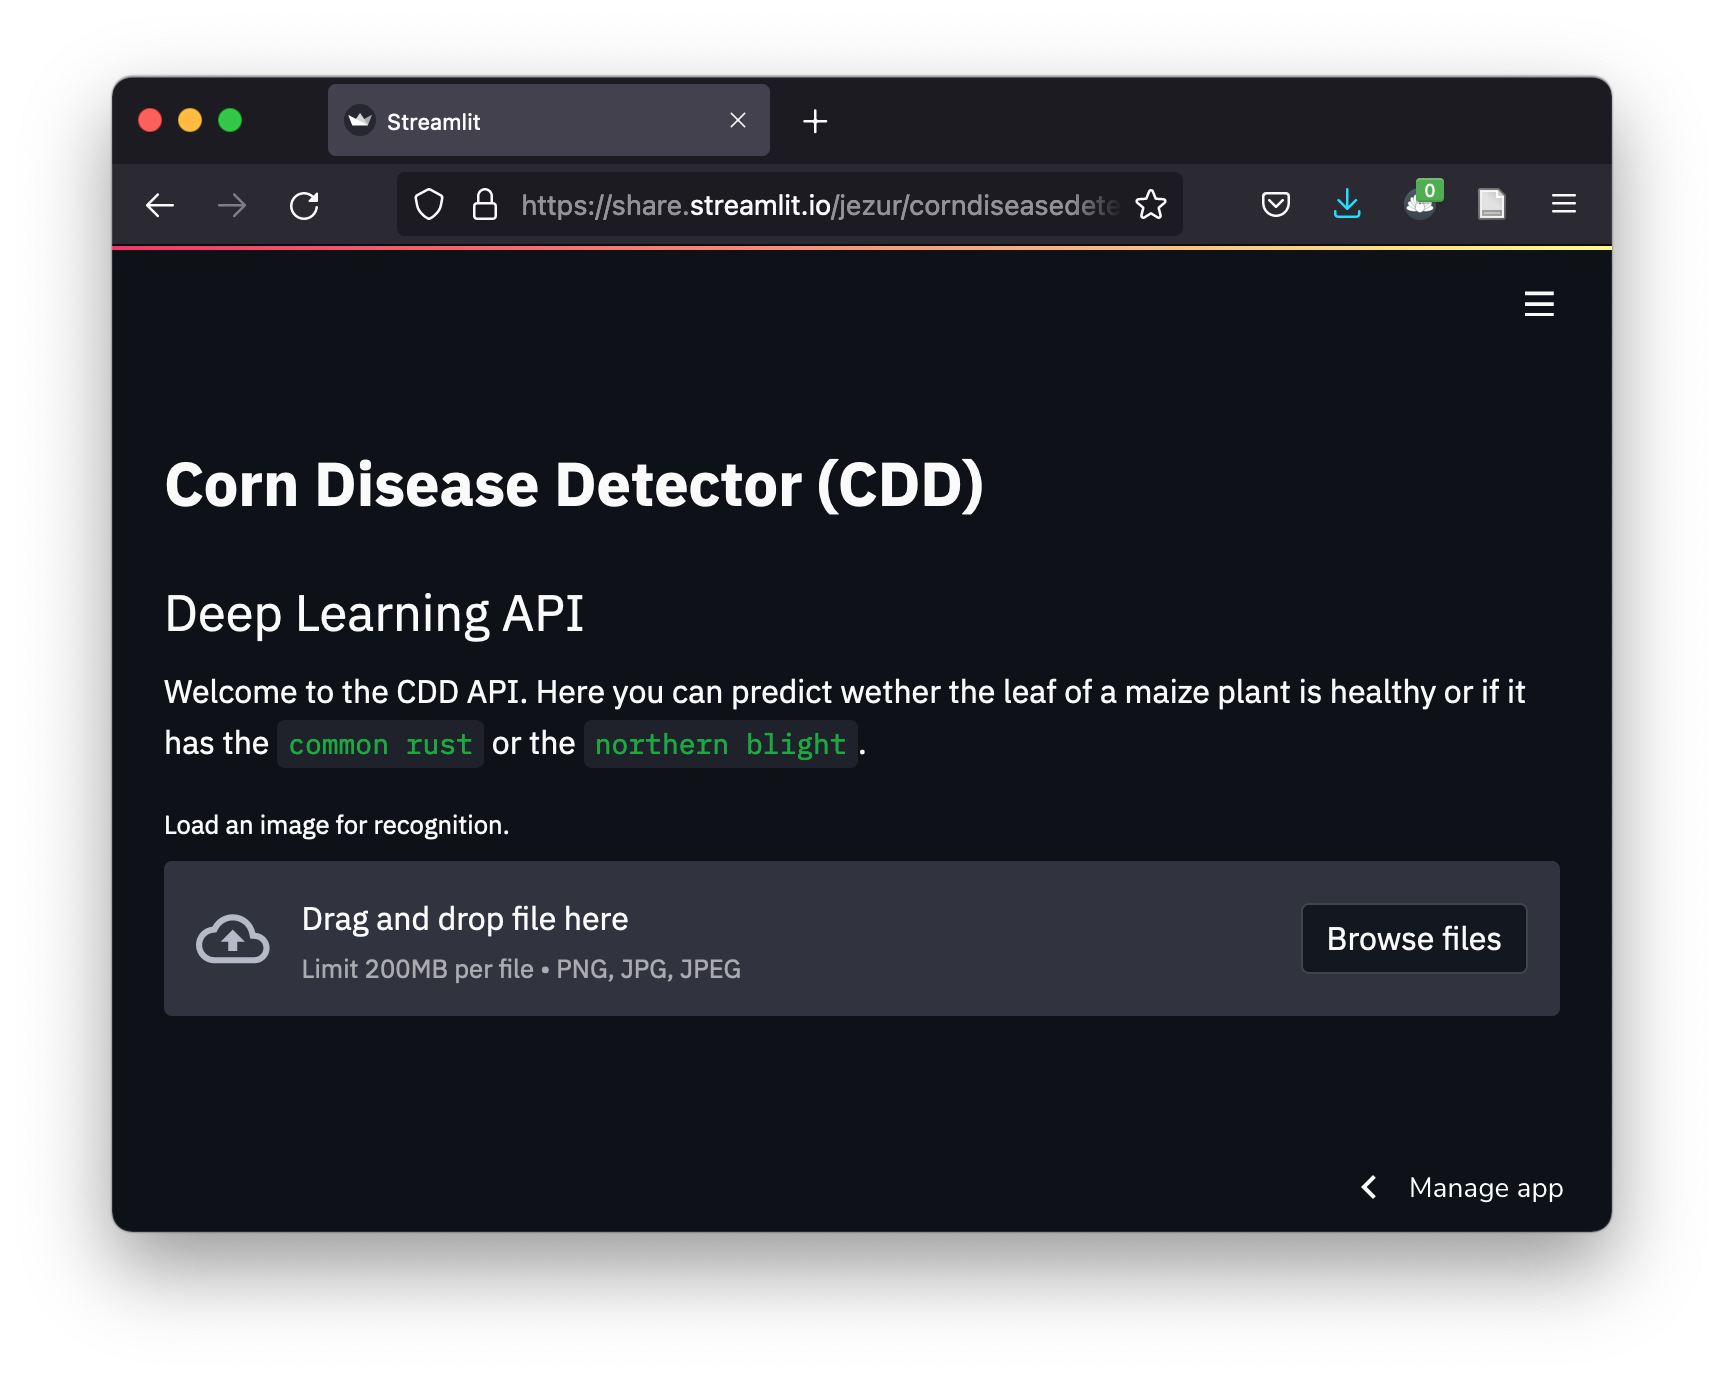 Streamlit
https://share.streamlit.io/jezur/corndiseasedete
0
Corn Disease Detector (CDD)
Deep Learning API
Welcome to the CDD API. Here you can predict wether the leaf of a maize plant is healthy or if it
has the common rust or the northern blight.
Load an image for recognition.
Drag and drop file here
Limit 200MB per file • PNG, JPG, JPEG
Browse files
Manage app